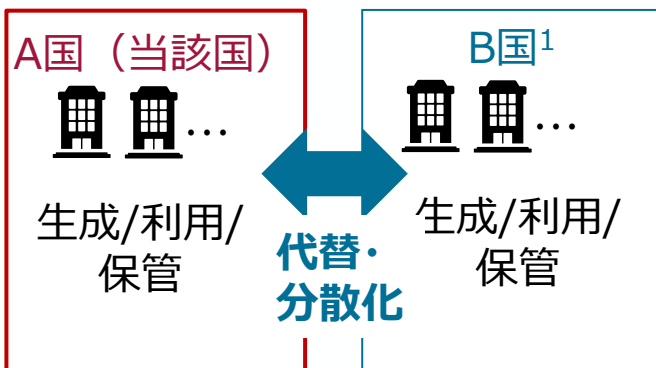 A国（当該国）
…
生成/利用/
保管
代替・
分散化
B国¹
…
生成/利用/
保管